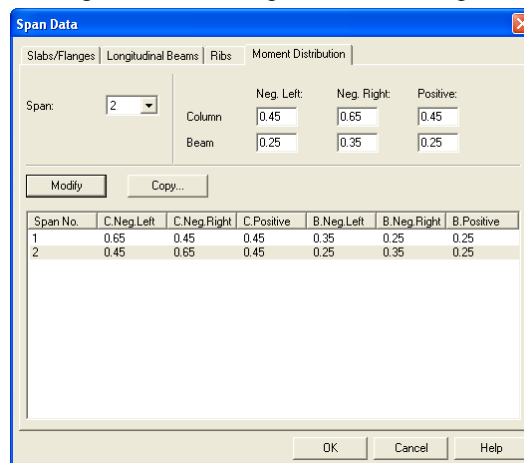 Span Data
Slabs/Flanges Longitudinal Beams Ribs Moment Distribution
Neg. Left: Neg. Right: Positive:
Span: 2 Column 0.45 0.65 0.45
Beam 0.25 0.35 0.25
Modify Copy...
Span No. C.Neg.Left C.Neg.Right C.Positive B.Neg.Left B.Neg.Right B.Positive
1 0.65 0.45 0.45 0.35 0.25 0.25
2 0.45 0.65 0.45 0.25 0.35 0.25
OK Cancel Help